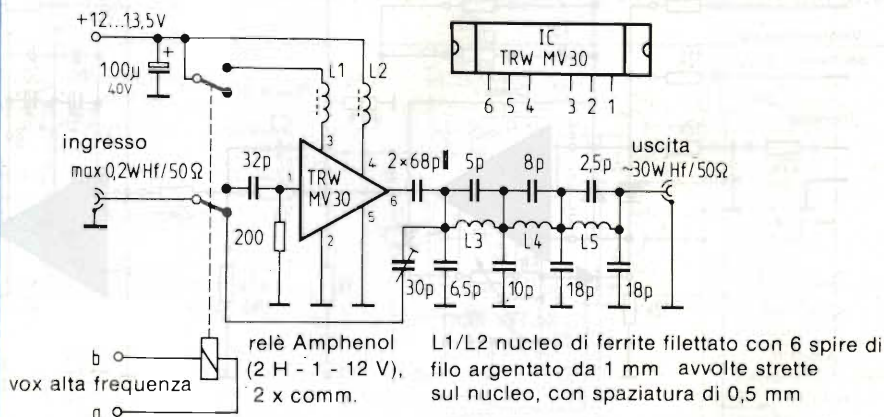 +12...13,5V
100µ
40V
+
L1
L2
IC
TRW MV30
6 5 4 3 2 1
ingresso
max 0,2W Hf/50Ω
32p
200
1
2
3
4
5
6
TRW
MV30
2×68p
5p
8p
2,5p
uscita
~30W Hf/50Ω
L3
L4
L5
30p
6,5p
10p
18p
18p
b
vox alta frequenza
a
relè Amphenol
(2 H - 1 - 12 V),
2 x comm.
L1/L2 nucleo di ferrite filettato con 6 spire di
filo argentato da 1 mm avvolte strette
sul nucleo, con spaziatura di 0,5 mm